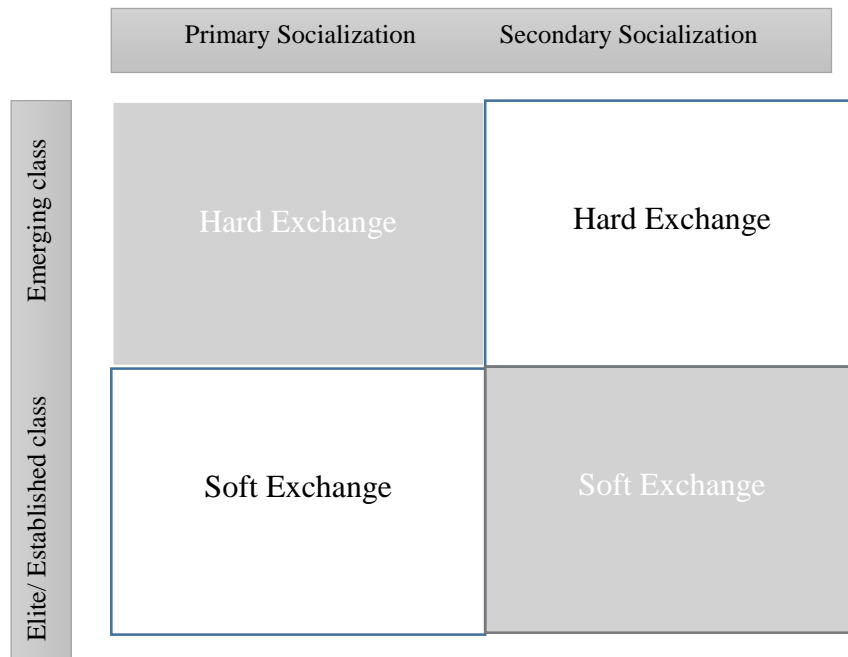 Primary Socialization Secondary Socialization
Emerging class
Hard Exchange Hard Exchange
Elite/ Established class
Soft Exchange Soft Exchange